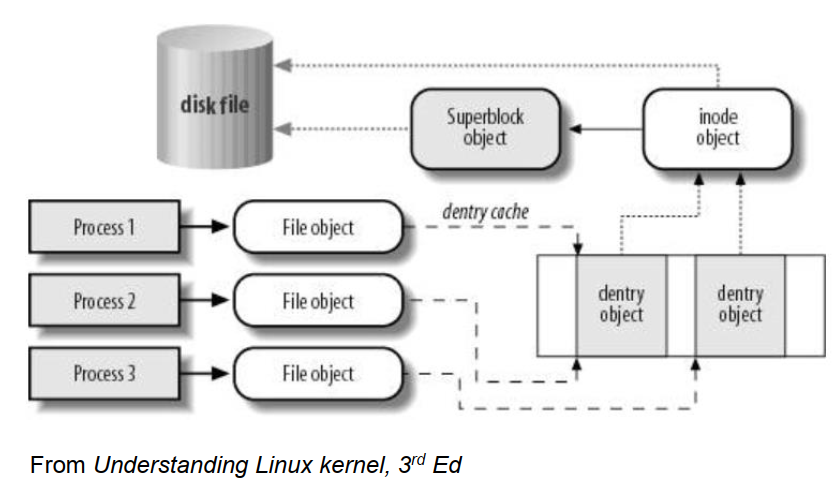 disk file
Superblock
object
inode
object
Process 1
File object
dentry cache
Process 2
File object
dentry
object
dentry
object
Process 3
File object
From Understanding Linux kernel, 3rd Ed